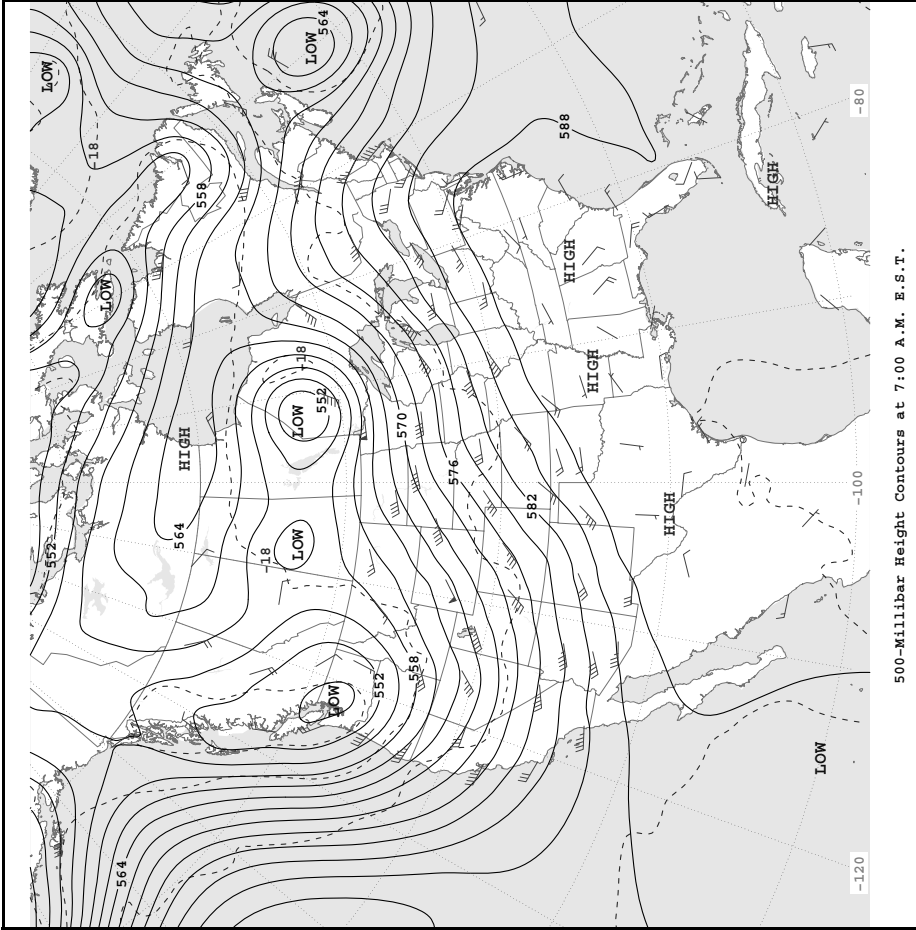 LOW
552
-18
LOW
564
564
HIGH
558
-18
LOW
LOW
-18
LOW
552
564
LOW
552
570
558
576
582
588
HIGH
HIGH
HIGH
HIGH
LOW
-120
-100
-80
500-Millibar Height Contours at 7:00 A.M. E.S.T.